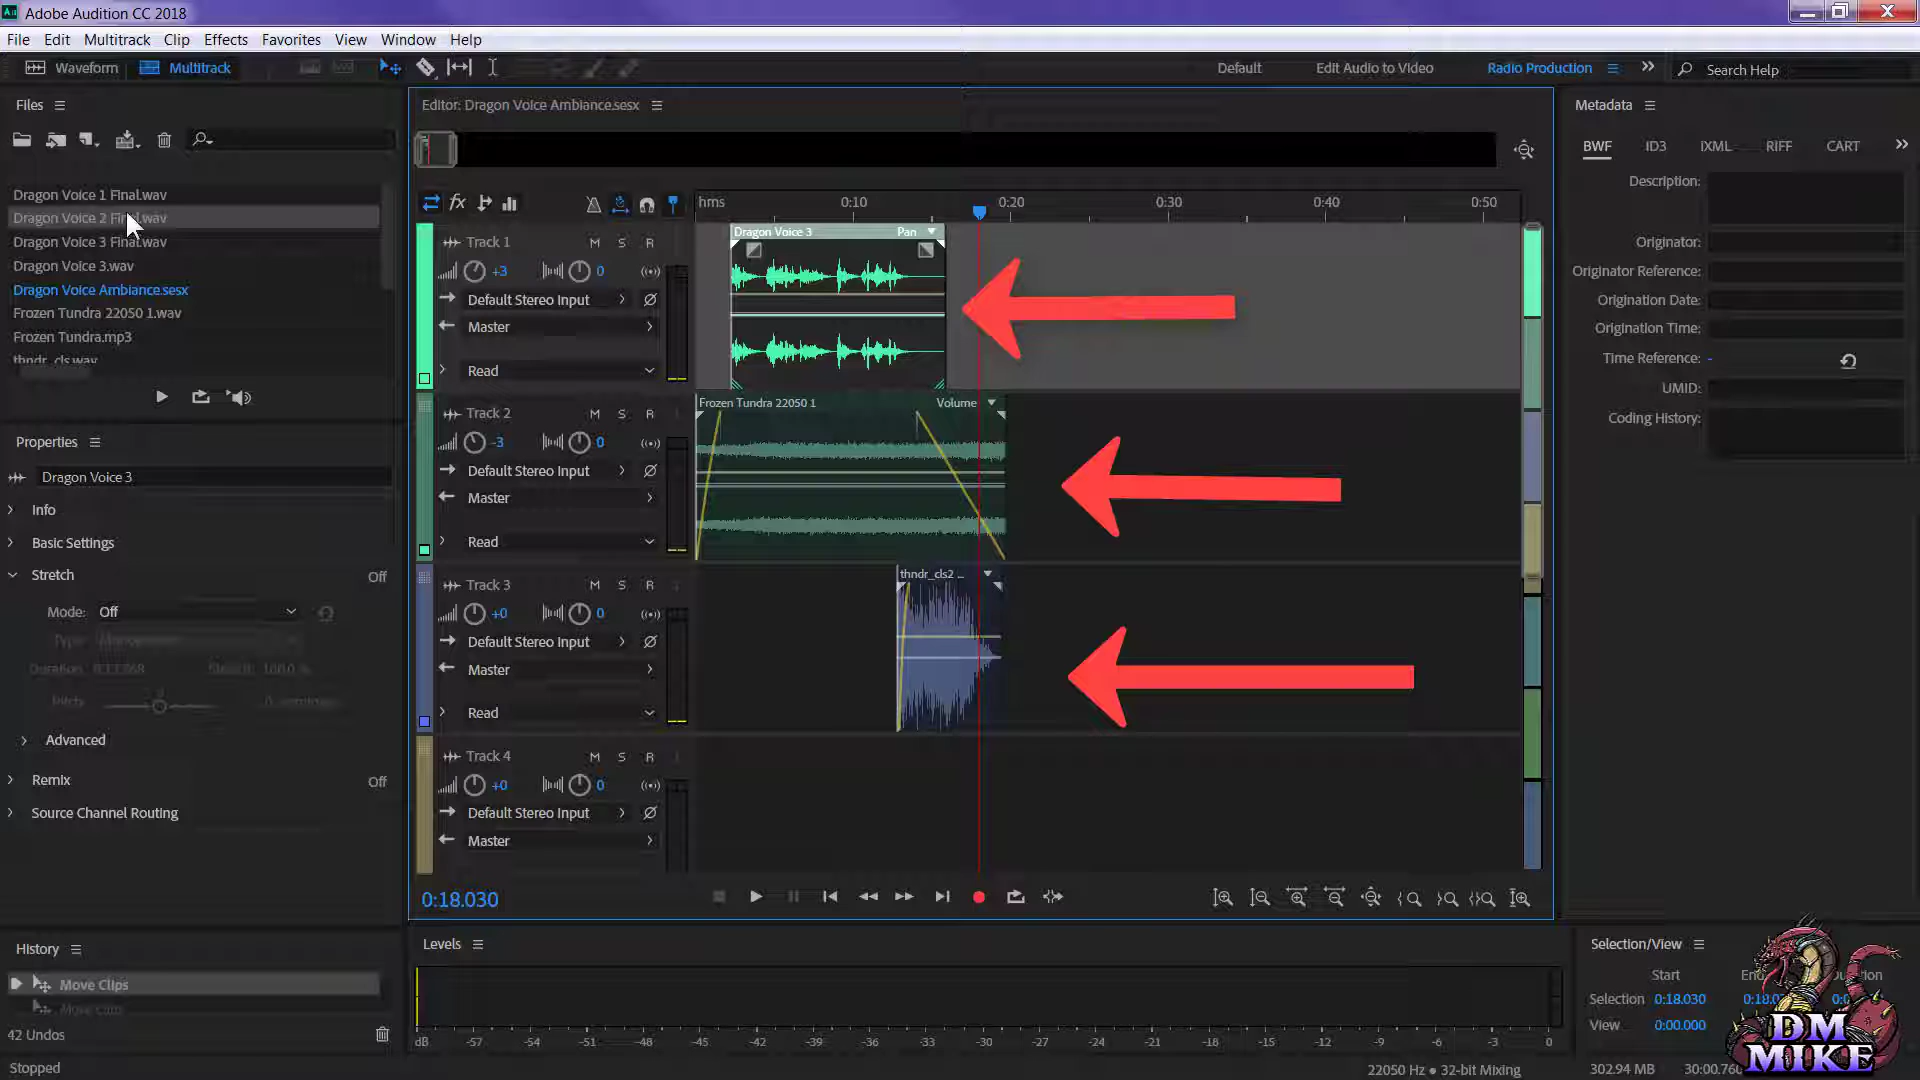 Adobe Audition CC 2018
File Edit Multitrack Clip Effects Favorites View Window Help
Waveform Multitrack Default Edit Audio to Video Radio Production Search Help
Files
Dragon Voice 1 Final.wav
Dragon Voice 2 Final.wav
Dragon Voice 3 Final.wav
Dragon Voice 3.wav
Dragon Voice Ambiance.sesx
Frozen Tundra 22050 1.wav
Frozen Tundra.mp3
thndr_cls.wav
Properties
Dragon Voice 3
Info
Basic Settings
Stretch Off
Mode: Off
Type:
Duration: Stretch: 100.0 %
Pitch:
Advanced
Remix Off
Source Channel Routing
History
Move Clips
Move Clips
42 Undos
Stopped
Editor: Dragon Voice Ambiance.sesx
fx hms 0:10 0:20 0:30 0:40 0:50
Track 1 M S R
+3 0
Default Stereo Input
Master
Read
Dragon Voice 3 Pan
Track 2 M S R
-3 0
Default Stereo Input
Master
Read
Frozen Tundra 22050 1 Volume
Track 3 M S R
+0 0
Default Stereo Input
Master
Read
thndr_cls2 ...
Track 4 M S R
+0 0
Default Stereo Input
Master
0:18.030
Levels
dB -57 -54 -51 -48 -45 -42 -39 -36 -33 -30 -27 -24 -21 -18 -15 -12 -9 -6 -3 0
22050 Hz ● 32-bit Mixing 302.94 MB 30:00.760
Metadata
BWF ID3 IXML RIFF CART
Description:
Originator:
Originator Reference:
Origination Date:
Origination Time:
Time Reference: -
UMID:
Coding History:
Selection/View
Start
Selection 0:18.030
View 0:00.000
DM
MIKE